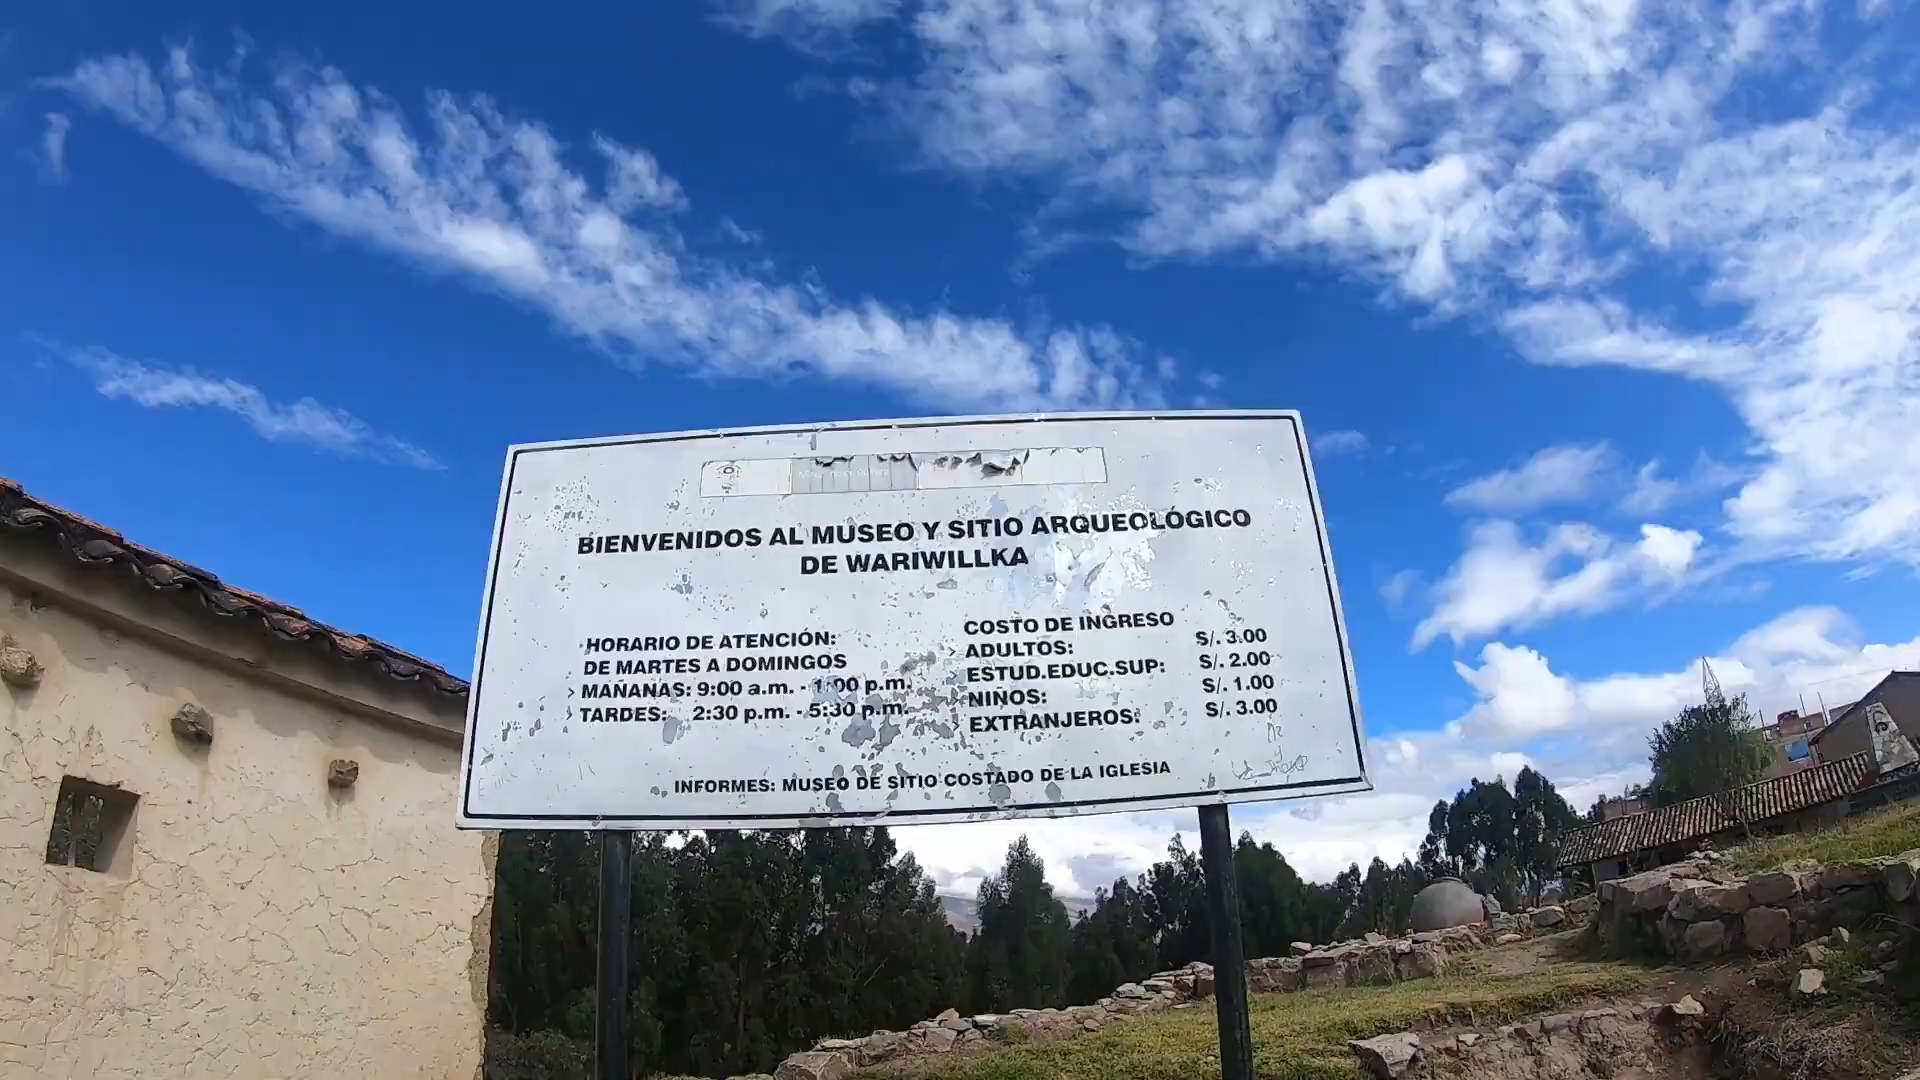 BIENVENIDOS AL MUSEO Y SITIO ARQUEOLÓGICO
DE WARIWILLKA
HORARIO DE ATENCIÓN:
DE MARTES A DOMINGOS
> MAÑANAS: 9:00 a.m. - 1:00 p.m.
> TARDES: 2:30 p.m. - 5:30 p.m.
COSTO DE INGRESO
> ADULTOS: S/. 3.00
ESTUD.EDUC.SUP: S/. 2.00
NIÑOS: S/. 1.00
EXTRANJEROS: S/. 3.00
INFORMES: MUSEO DE SITIO COSTADO DE LA IGLESIA